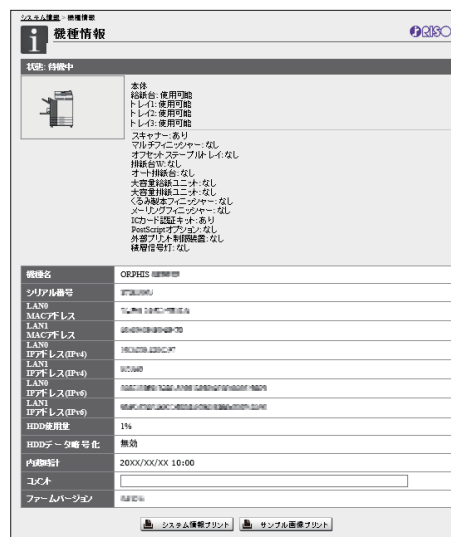 システム情報 > 機種情報
機種情報
RISO
状態: 待機中
本体
給紙台: 使用可能
トレイ1: 使用可能
トレイ2: 使用可能
トレイ3: 使用可能
スキャナー: あり
マルチフィニッシャー: なし
オフセットステープルトレイ: なし
排紙台W: なし
オート排紙台: なし
大容量給紙ユニット: なし
大容量排紙ユニット: なし
くるみ製本フィニッシャー: なし
メーリングフィニッシャー: なし
ICカード認証キット: あり
PostScriptオプション: なし
外部プリント制限装置: なし
積層信号灯: なし
機種名 ORPHIS
シリアル番号
LAN0
MACアドレス
LAN1
MACアドレス
LAN0
IPアドレス(IPv4)
LAN1
IPアドレス(IPv4)
LAN0
IPアドレス(IPv6)
LAN1
IPアドレス(IPv6)
HDD使用量 1%
HDDデータ暗号化 無効
内蔵時計 20XX/XX/XX 10:00
コメント
ファームバージョン
システム情報プリント サンプル画像プリント